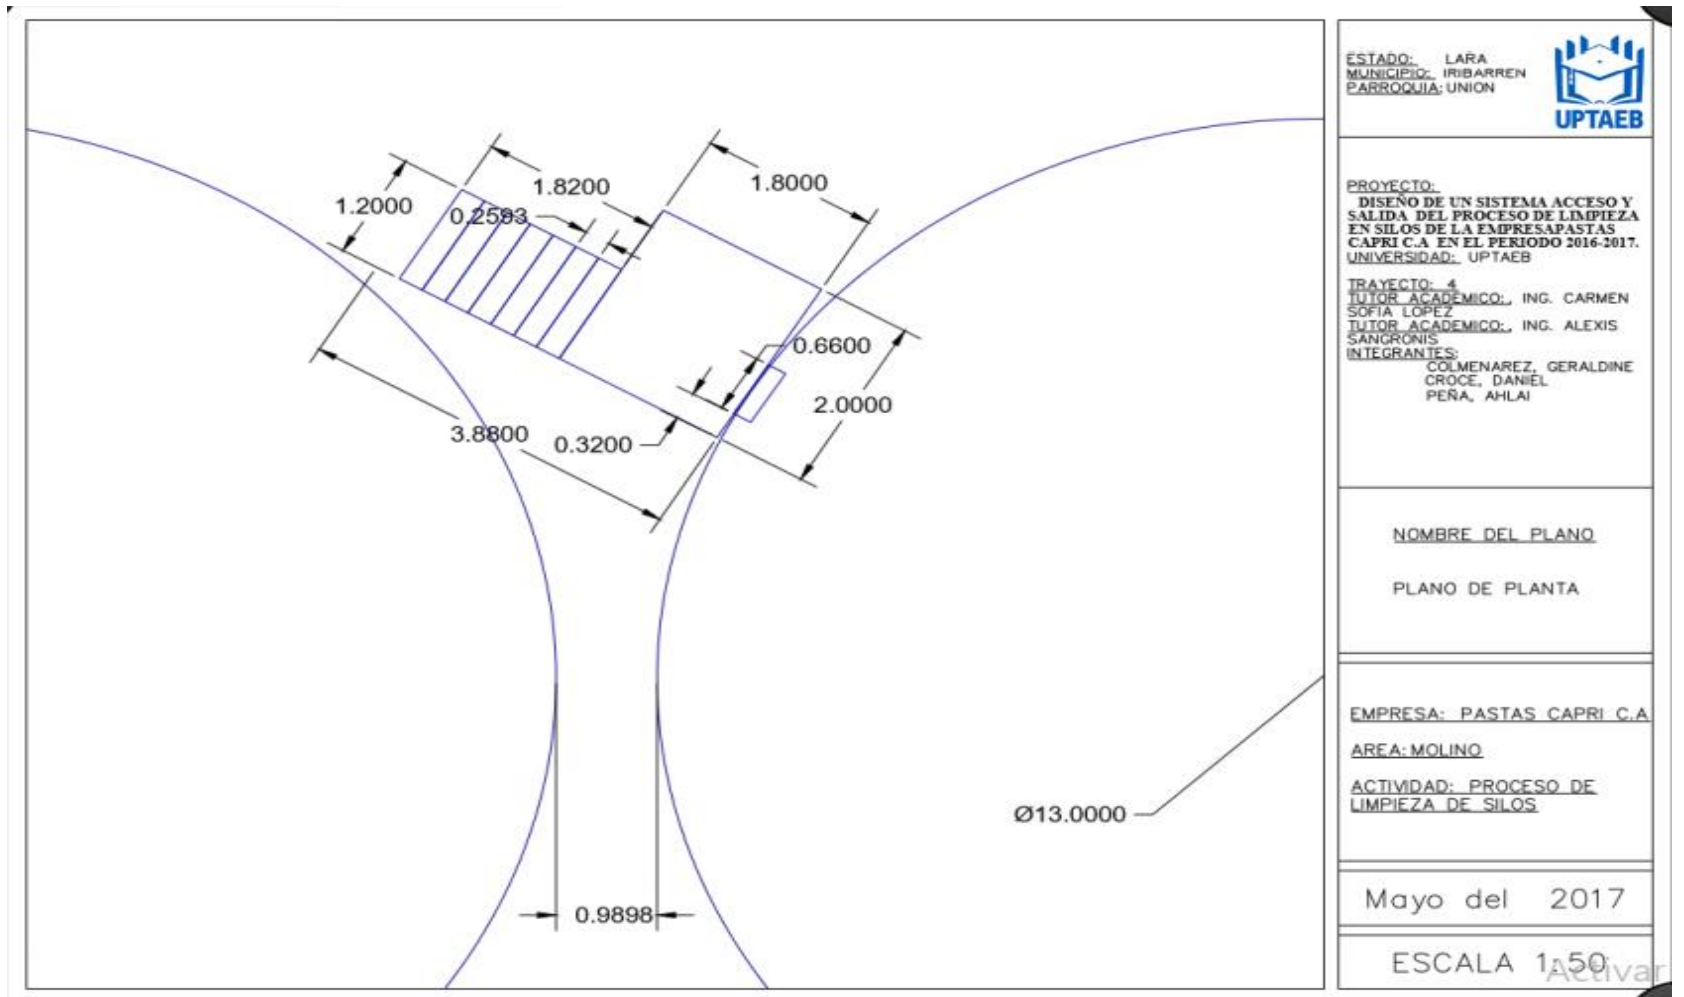 1.8200
1.8000
1.2000
0.2593
0.6600
2.0000
3.8800
0.3200
Ø13.0000
0.9898
ESTADO: LARA
MUNICIPIO: IRIBARREN
PARROQUIA: UNION
UPTAEB
PROYECTO:
DISEÑO DE UN SISTEMA ACCESO Y
SALIDA DEL PROCESO DE LIMPIEZA
EN SILOS DE LA EMPRESAPASTAS
CAPRI C.A EN EL PERIODO 2016-2017.
UNIVERSIDAD: UPTAEB
TRAYECTO: 4
TUTOR ACADEMICO:, ING. CARMEN
SOFIA LOPEZ
TUTOR ACADEMICO:, ING. ALEXIS
SANGRONIS
INTEGRANTES:
COLMENAREZ, GERALDINE
CROCE, DANIEL
PEÑA, AHLAI
NOMBRE DEL PLANO
PLANO DE PLANTA
EMPRESA: PASTAS CAPRI C.A
AREA: MOLINO
ACTIVIDAD: PROCESO DE
LIMPIEZA DE SILOS
Mayo del 2017
ESCALA 1:50
Activar